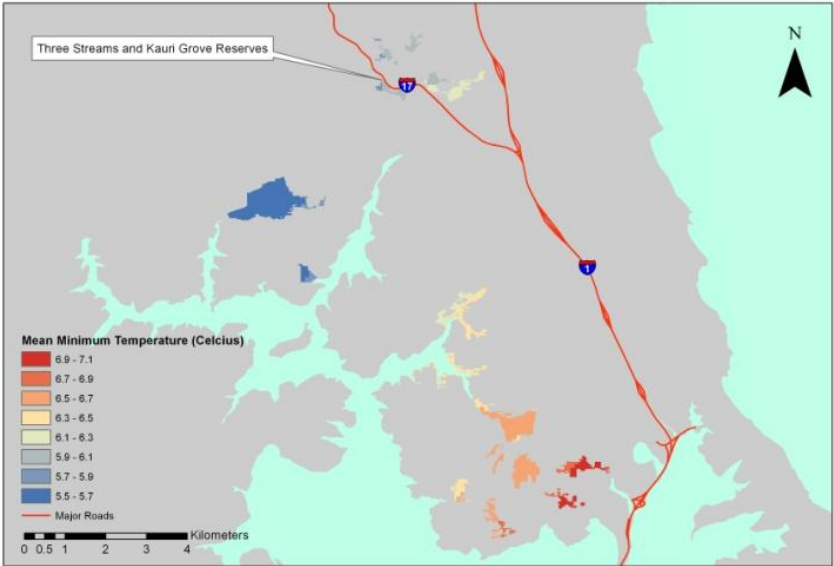 Three Streams and Kauri Grove Reserves
17
N
1
Mean Minimum Temperature (Celcius)
6.9 - 7.1
6.7 - 6.9
6.5 - 6.7
6.3 - 6.5
6.1 - 6.3
5.9 - 6.1
5.7 - 5.9
5.5 - 5.7
Major Roads
Kilometers
0 0.5 1 2 3 4